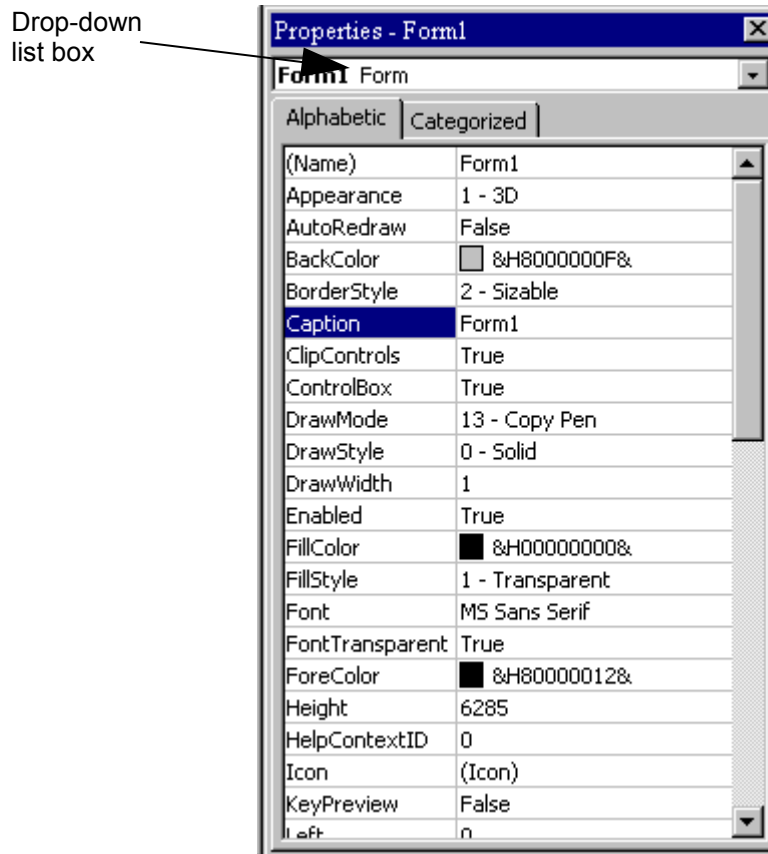 Drop-down
list box
Properties - Form1
Form1 Form
Alphabetic Categorized
(Name) Form1
Appearance 1 - 3D
AutoRedraw False
BackColor &H8000000F&
BorderStyle 2 - Sizable
Caption Form1
ClipControls True
ControlBox True
DrawMode 13 - Copy Pen
DrawStyle 0 - Solid
DrawWidth 1
Enabled True
FillColor &H00000000&
FillStyle 1 - Transparent
Font MS Sans Serif
FontTransparent True
ForeColor &H80000012&
Height 6285
HelpContextID 0
Icon (Icon)
KeyPreview False
Left 0